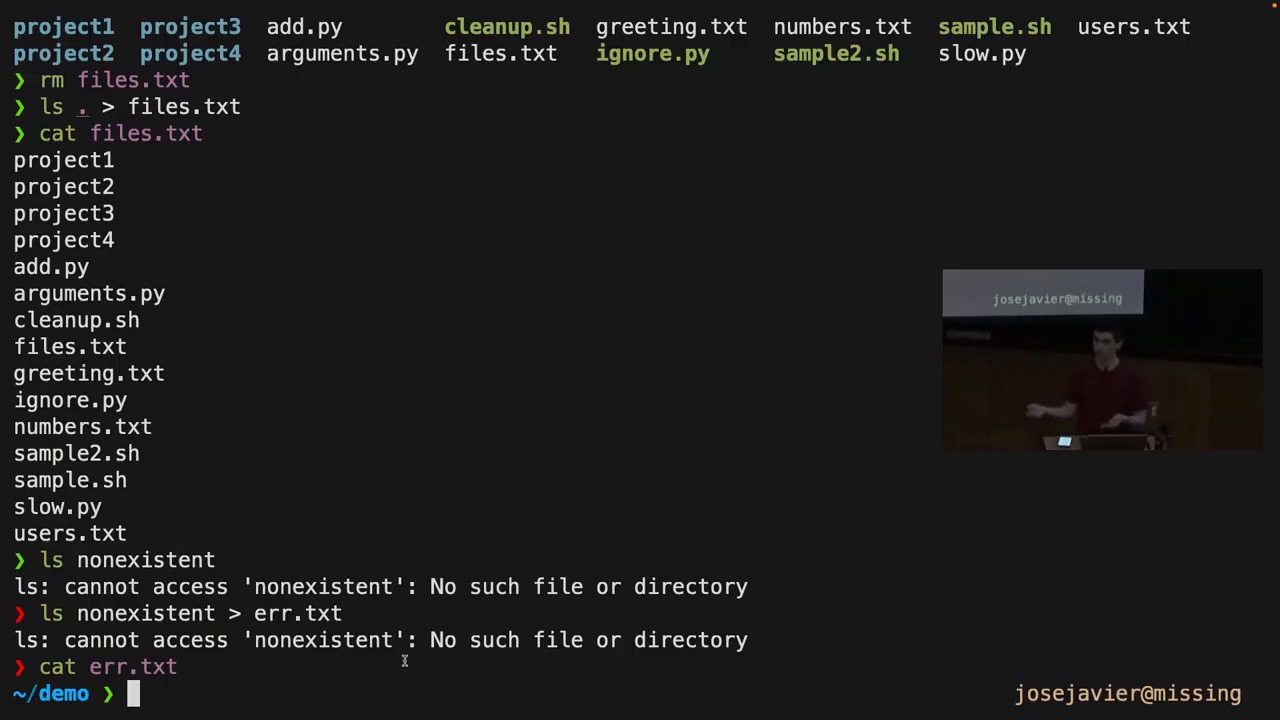 project1  project3  add.py        cleanup.sh  greeting.txt  numbers.txt  sample.sh  users.txt
project2  project4  arguments.py  files.txt   ignore.py     sample2.sh   slow.py
❯ rm files.txt
❯ ls . > files.txt
❯ cat files.txt
project1
project2
project3
project4
add.py
arguments.py
cleanup.sh
files.txt
greeting.txt
ignore.py
numbers.txt
sample2.sh
sample.sh
slow.py
users.txt
❯ ls nonexistent
ls: cannot access 'nonexistent': No such file or directory
❯ ls nonexistent > err.txt
ls: cannot access 'nonexistent': No such file or directory
❯ cat err.txt
~/demo ❯
josejavier@missing
josejavier@missing